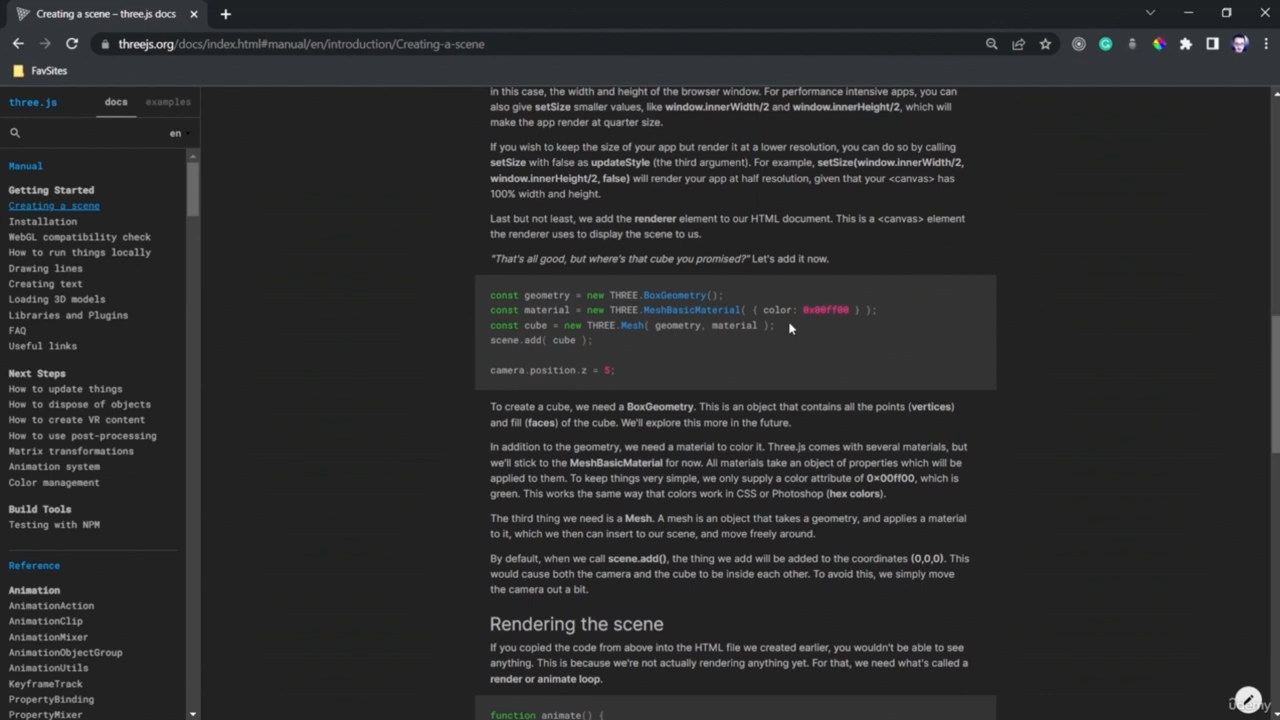 Creating a scene – three.js docs
threejs.org/docs/index.html#manual/en/introduction/Creating-a-scene
FavSites
three.js
docs
examples
en
Manual
Getting Started
Creating a scene
Installation
WebGL compatibility check
How to run things locally
Drawing lines
Creating text
Loading 3D models
Libraries and Plugins
FAQ
Useful links
Next Steps
How to update things
How to dispose of objects
How to create VR content
How to use post-processing
Matrix transformations
Animation system
Color management
Build Tools
Testing with NPM
Reference
Animation
AnimationAction
AnimationClip
AnimationMixer
AnimationObjectGroup
AnimationUtils
KeyframeTrack
PropertyBinding
PropertyMixer
in this case, the width and height of the browser window. For performance intensive apps, you can
also give setSize smaller values, like window.innerWidth/2 and window.innerHeight/2, which will
make the app render at quarter size.
If you wish to keep the size of your app but render it at a lower resolution, you can do so by calling
setSize with false as updateStyle (the third argument). For example, setSize(window.innerWidth/2,
window.innerHeight/2, false) will render your app at half resolution, given that your <canvas> has
100% width and height.
Last but not least, we add the renderer element to our HTML document. This is a <canvas> element
the renderer uses to display the scene to us.
"That's all good, but where's that cube you promised?" Let's add it now.
const geometry = new THREE.BoxGeometry();
const material = new THREE.MeshBasicMaterial( { color: 0x00ff00 } );
const cube = new THREE.Mesh( geometry, material );
scene.add( cube );
camera.position.z = 5;
To create a cube, we need a BoxGeometry. This is an object that contains all the points (vertices)
and fill (faces) of the cube. We'll explore this more in the future.
In addition to the geometry, we need a material to color it. Three.js comes with several materials, but
we'll stick to the MeshBasicMaterial for now. All materials take an object of properties which will be
applied to them. To keep things very simple, we only supply a color attribute of 0×00ff00, which is
green. This works the same way that colors work in CSS or Photoshop (hex colors).
The third thing we need is a Mesh. A mesh is an object that takes a geometry, and applies a material
to it, which we then can insert to our scene, and move freely around.
By default, when we call scene.add(), the thing we add will be added to the coordinates (0,0,0). This
would cause both the camera and the cube to be inside each other. To avoid this, we simply move
the camera out a bit.
Rendering the scene
If you copied the code from above into the HTML file we created earlier, you wouldn't be able to see
anything. This is because we're not actually rendering anything yet. For that, we need what's called a
render or animate loop.
function animate() {